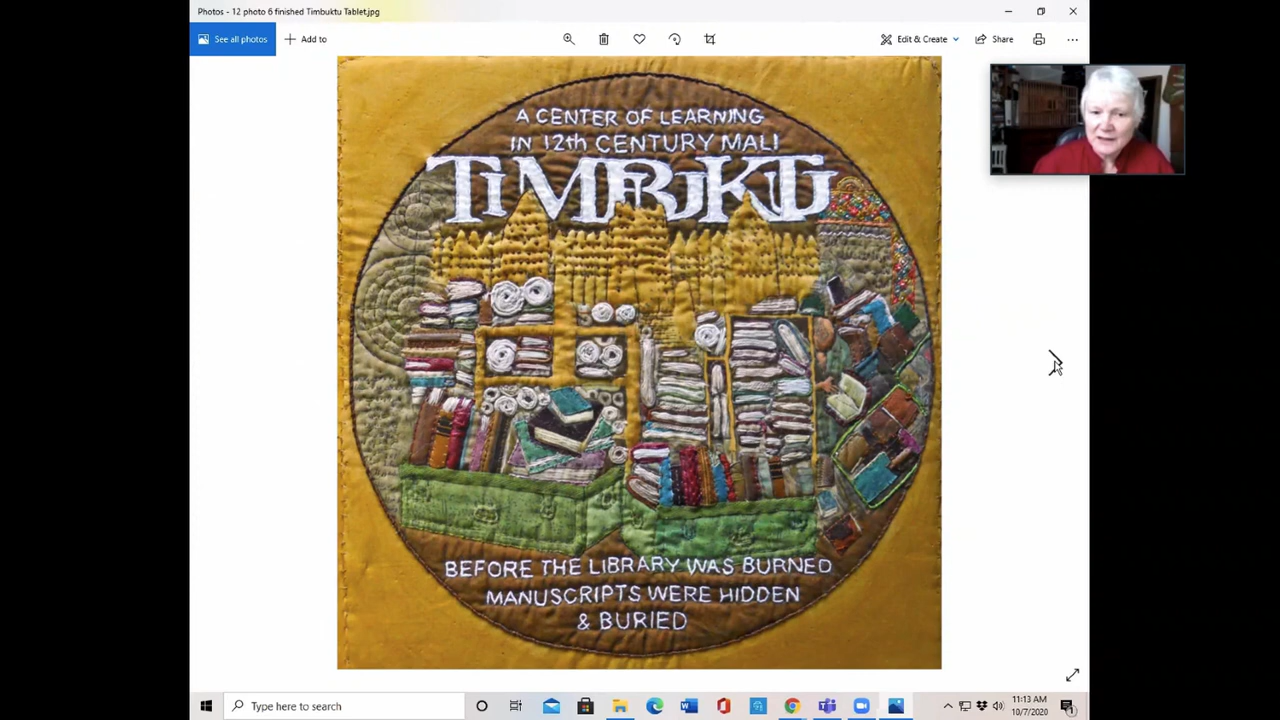 Photos - 12 photo 6 finished Timbuktu Tablet.jpg
See all photos
Add to
Edit & Create
Share
A CENTER OF LEARNING
IN 12th CENTURY MALI
TIMBUKTU
BEFORE THE LIBRARY WAS BURNED
MANUSCRIPTS WERE HIDDEN
& BURIED
Type here to search
11:13 AM
10/7/2020